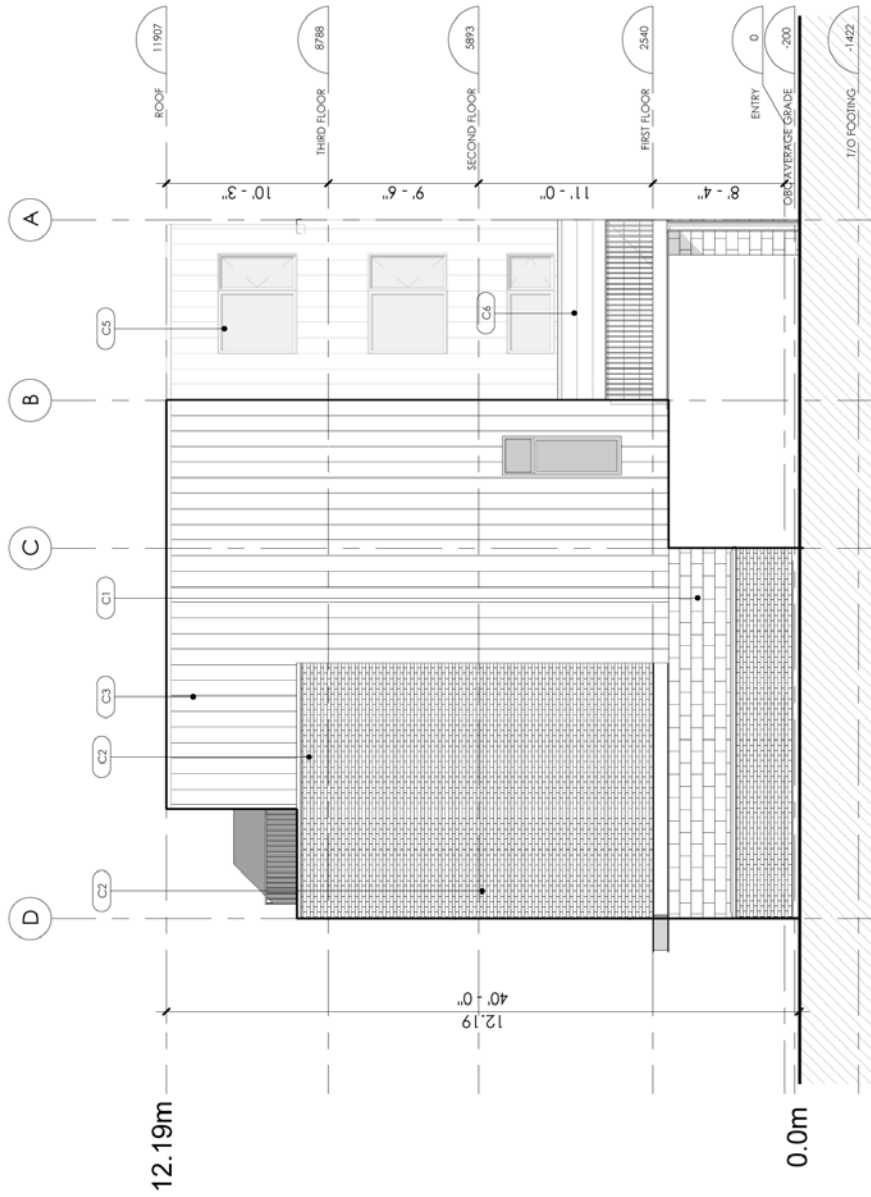 D
C
B
A
C2
C2
C3
C1
C5
C6
12.19m
0.0m
12.19
40' - 0"
10' - 3"
9' - 6"
11' - 0"
8' - 4"
ROOF
11907
THIRD FLOOR
8788
SECOND FLOOR
5893
FIRST FLOOR
2540
ENTRY
0
OBC AVERAGE GRADE
-200
T/O FOOTING
-1422